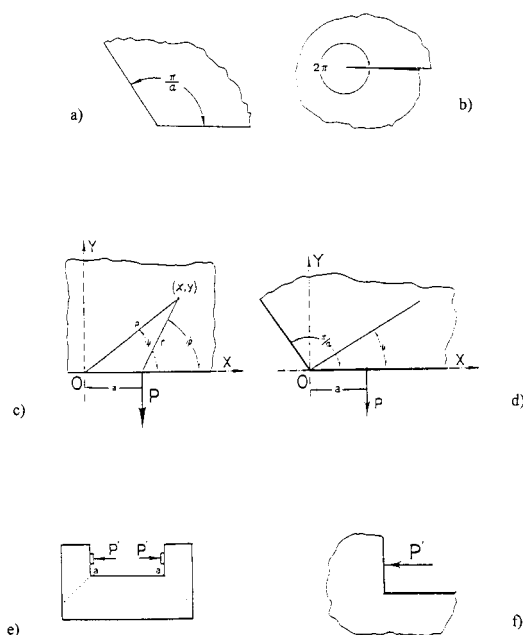 π/a
2π
a)
b)
Y
(X,Y)
ρ
r
X
O
a
P
c)
Y
X
O
a
P
d)
P'
P'
a
a
e)
P'
f)